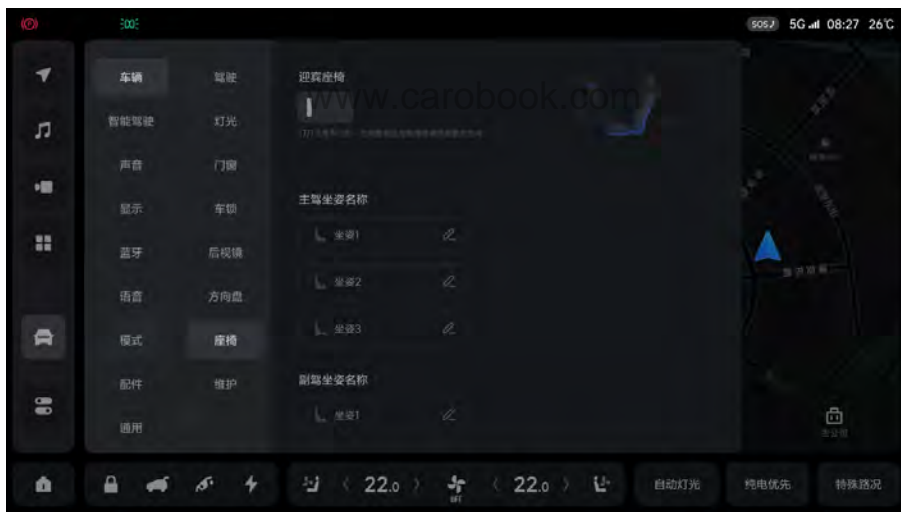 SOS 5G 08:27 26℃
车辆
智能驾驶
声音
显示
蓝牙
语音
模式
配件
通用
驾驶
灯光
门窗
车锁
后视镜
方向盘
座椅
维护
迎宾座椅
www.carobook.com
主驾坐姿名称
坐姿1
坐姿2
坐姿3
副驾坐姿名称
坐姿1
22.0
OFF
22.0
自动灯光
纯电优先
特殊路况